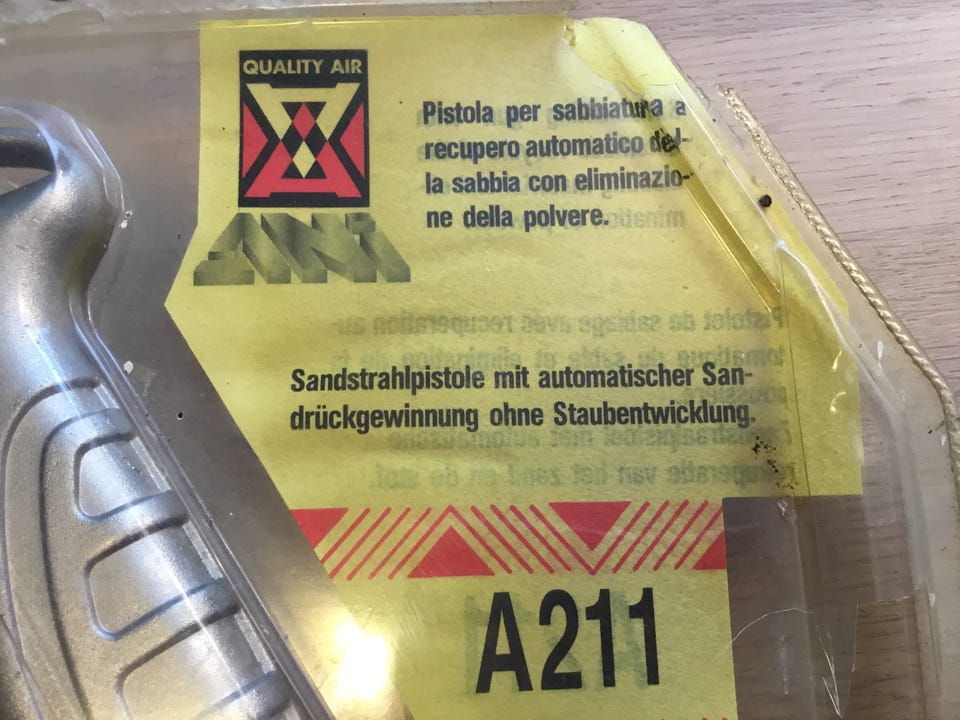 QUALITY AIR
ANI
Pistola per sabbiatura a
recupero automatico del-
la sabbia con eliminazio-
ne della polvere.
Sandstrahlpistole mit automatischer San-
drückgewinnung ohne Staubentwicklung.
A211